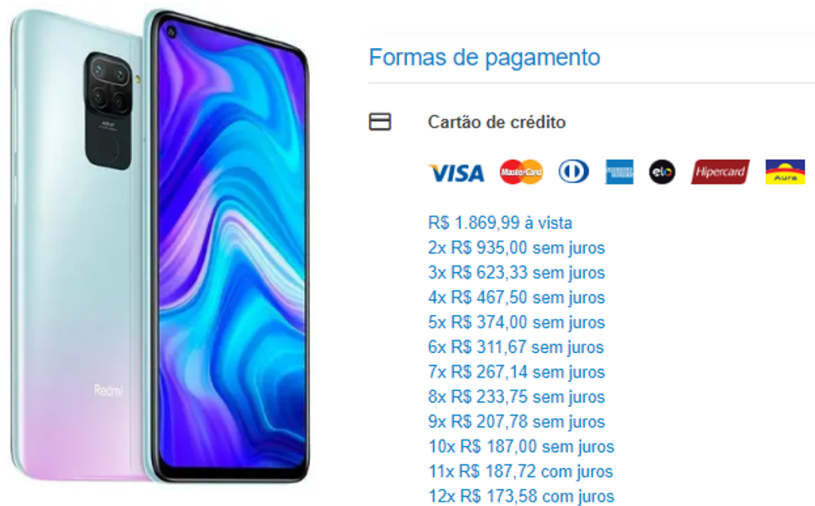 Redmi
Formas de pagamento
Cartão de crédito
VISA MasterCard elo Hipercard Aura
R$ 1.869,99 à vista
2x R$ 935,00 sem juros
3x R$ 623,33 sem juros
4x R$ 467,50 sem juros
5x R$ 374,00 sem juros
6x R$ 311,67 sem juros
7x R$ 267,14 sem juros
8x R$ 233,75 sem juros
9x R$ 207,78 sem juros
10x R$ 187,00 sem juros
11x R$ 187,72 com juros
12x R$ 173,58 com juros